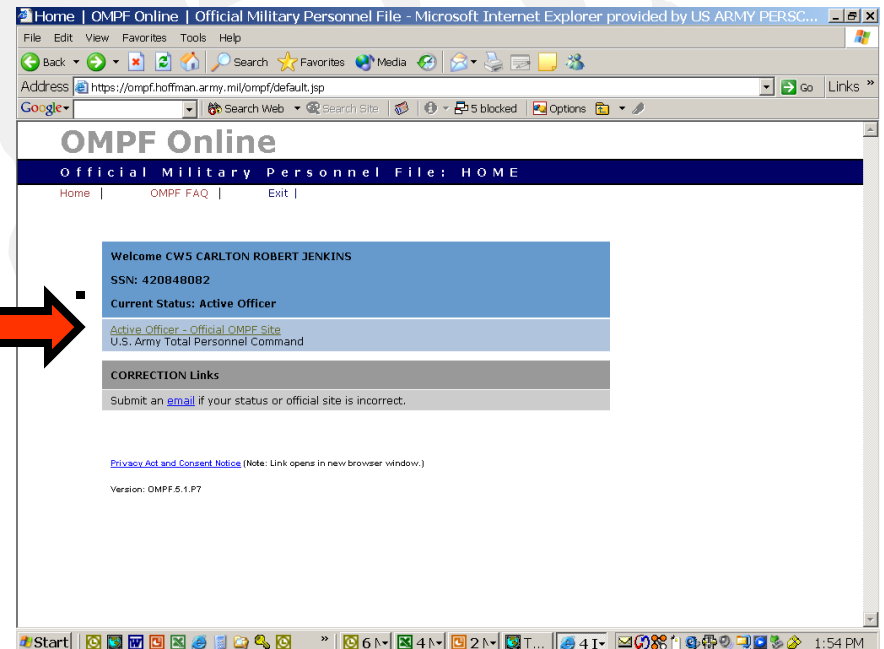 Home | OMPF Online | Official Military Personnel File - Microsoft Internet Explorer provided by US ARMY PERSC...
File Edit View Favorites Tools Help
Back Search Favorites Media
Address https://ompf.hoffman.army.mil/ompf/default.jsp Go Links »
Google Search Web Search Site 5 blocked Options
OMPF Online
Official Military Personnel File: HOME
Home | OMPF FAQ | Exit |
Welcome CW5 CARLTON ROBERT JENKINS
SSN: 420848082
Current Status: Active Officer
Active Officer - Official OMPF Site
U.S. Army Total Personnel Command
CORRECTION Links
Submit an email if your status or official site is incorrect.
Privacy Act and Consent Notice (Note: Link opens in new browser window.)
Version: OMPF.5.1.P7
Start » 6 4 2 T... 4 I 1:54 PM